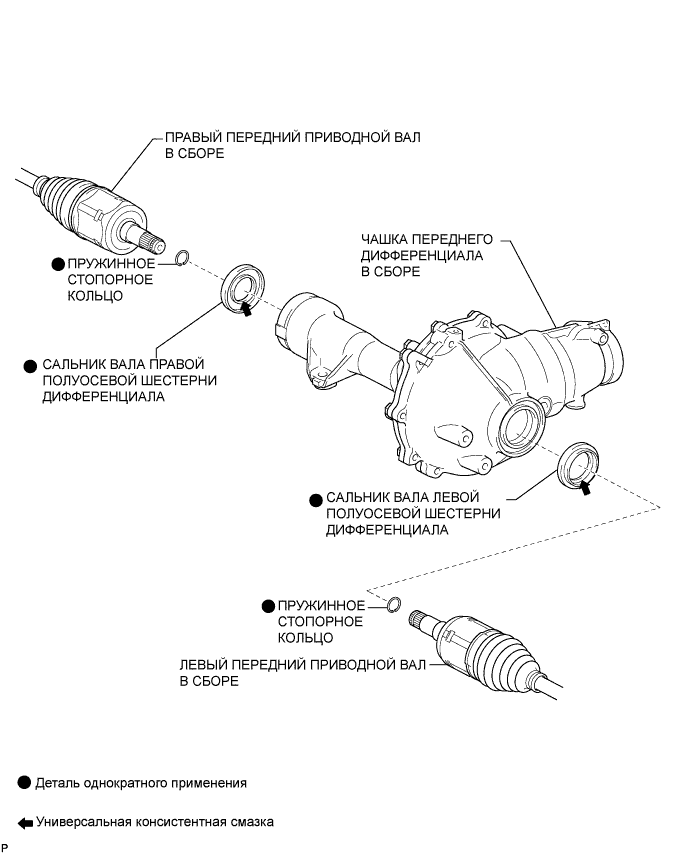 ПРАВЫЙ ПЕРЕДНИЙ ПРИВОДНОЙ ВАЛ
В СБОРЕ
ЧАШКА ПЕРЕДНЕГО
ДИФФЕРЕНЦИАЛА
В СБОРЕ
ПРУЖИННОЕ
СТОПОРНОЕ
КОЛЬЦО
САЛЬНИК ВАЛА ПРАВОЙ
ПОЛУОСЕВОЙ ШЕСТЕРНИ
ДИФФЕРЕНЦИАЛА
САЛЬНИК ВАЛА ЛЕВОЙ
ПОЛУОСЕВОЙ ШЕСТЕРНИ
ДИФФЕРЕНЦИАЛА
ПРУЖИННОЕ
СТОПОРНОЕ
КОЛЬЦО
ЛЕВЫЙ ПЕРЕДНИЙ ПРИВОДНОЙ ВАЛ
В СБОРЕ
Деталь однократного применения
Универсальная консистентная смазка
P